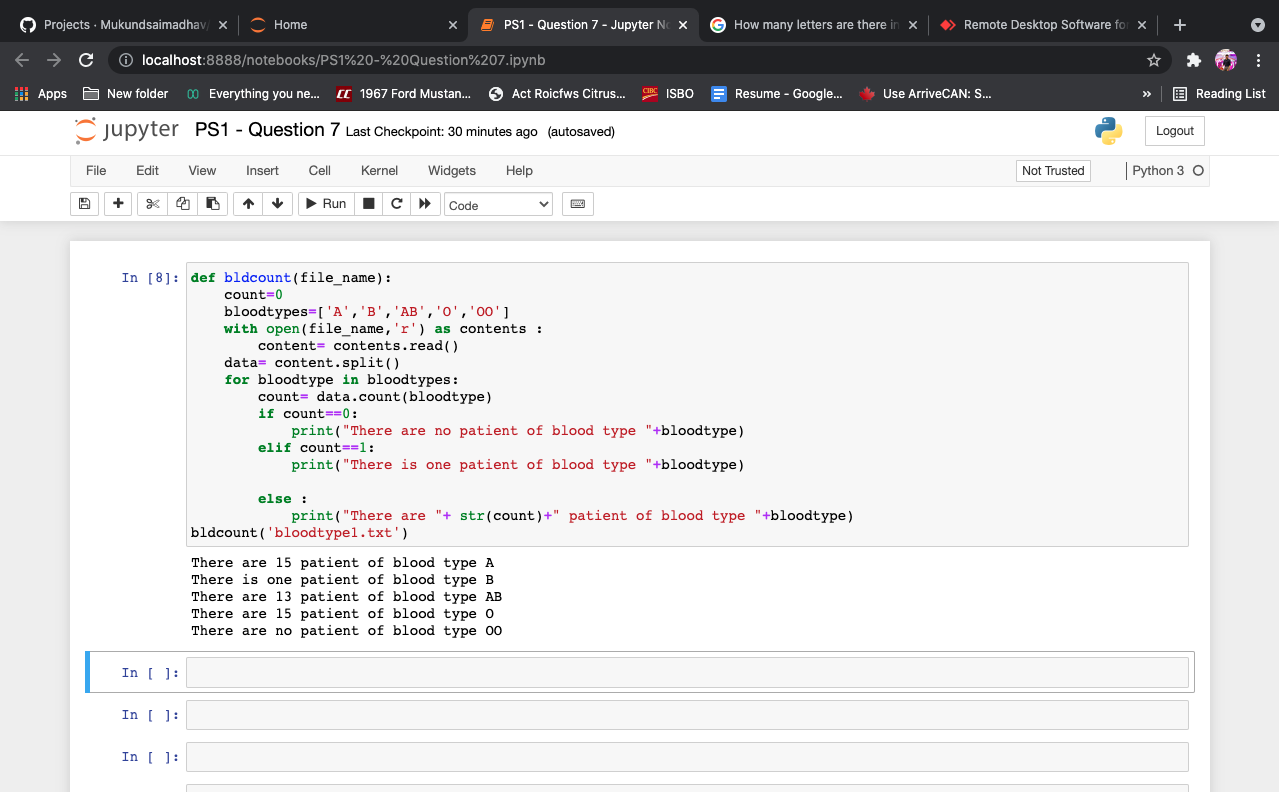 Projects · Mukundsaimadhav
Home
PS1 - Question 7 - Jupyter No
How many letters are there in
Remote Desktop Software for
localhost:8888/notebooks/PS1%20-%20Question%207.ipynb
Apps
New folder
Everything you ne...
1967 Ford Mustan...
Act Roicfws Citrus...
CIBC
ISBO
Resume - Google...
Use ArriveCAN: S...
»
Reading List
jupyter PS1 - Question 7 Last Checkpoint: 30 minutes ago (autosaved)
Logout
File Edit View Insert Cell Kernel Widgets Help
Not Trusted
Python 3
Run
Code
In [8]:
def bldcount(file_name):
    count=0
    bloodtypes=['A','B','AB','O','OO']
    with open(file_name,'r') as contents :
        content= contents.read()
    data= content.split()
    for bloodtype in bloodtypes:
        count= data.count(bloodtype)
        if count==0:
            print("There are no patient of blood type "+bloodtype)
        elif count==1:
            print("There is one patient of blood type "+bloodtype)
        else :
            print("There are "+ str(count)+" patient of blood type "+bloodtype)
bldcount('bloodtype1.txt')
There are 15 patient of blood type A
There is one patient of blood type B
There are 13 patient of blood type AB
There are 15 patient of blood type O
There are no patient of blood type OO
In [ ]:
In [ ]:
In [ ]: